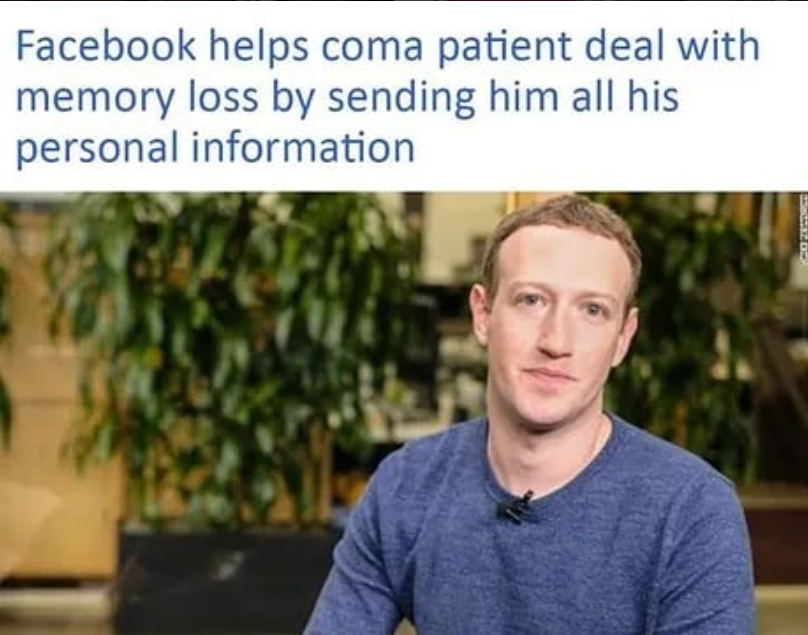 Facebook helps coma patient deal with
memory loss by sending him all his
personal information